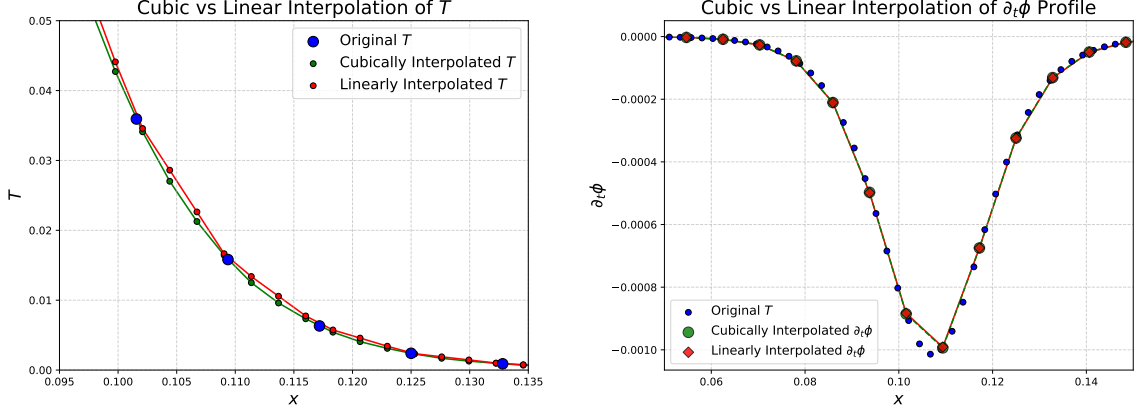 Cubic vs Linear Interpolation of T
0.05
0.04
0.03
0.02
0.01
0.00
T
0.095
0.100
0.105
0.110
0.115
0.120
0.125
0.130
0.135
x
Original T
Cubically Interpolated T
Linearly Interpolated T
Cubic vs Linear Interpolation of ∂tϕ Profile
0.0000
−0.0002
−0.0004
−0.0006
−0.0008
−0.0010
∂tϕ
0.06
0.08
0.10
0.12
0.14
x
Original T
Cubically Interpolated ∂tϕ
Linearly Interpolated ∂tϕ